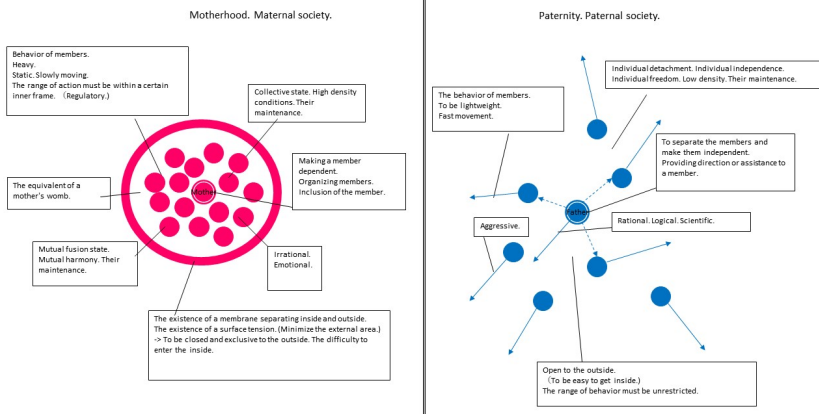 Motherhood. Maternal society.
Behavior of members.
Heavy.
Static. Slowly moving.
The range of action must be within a certain
inner frame. （Regulatory.)
Collective state. High density
conditions. Their
maintenance.
Making a member
dependent.
Organizing members.
Inclusion of the member.
The equivalent of a
mother's womb.
Mother
Mutual fusion state.
Mutual harmony. Their
maintenance.
Irrational.
Emotional.
The existence of a membrane separating inside and outside.
The existence of a surface tension. (Minimize the external area.)
-> To be closed and exclusive to the outside. The difficulty to
enter the inside.
Paternity. Paternal society.
Individual detachment. Individual independence.
Individual freedom. Low density. Their maintenance.
The behavior of members.
To be lightweight.
Fast movement.
To separate the members and
make them independent.
Providing direction or assistance to
a member.
Father
Aggressive.
Rational. Logical. Scientific.
Open to the outside.
（To be easy to get inside.)
The range of behavior must be unrestricted.